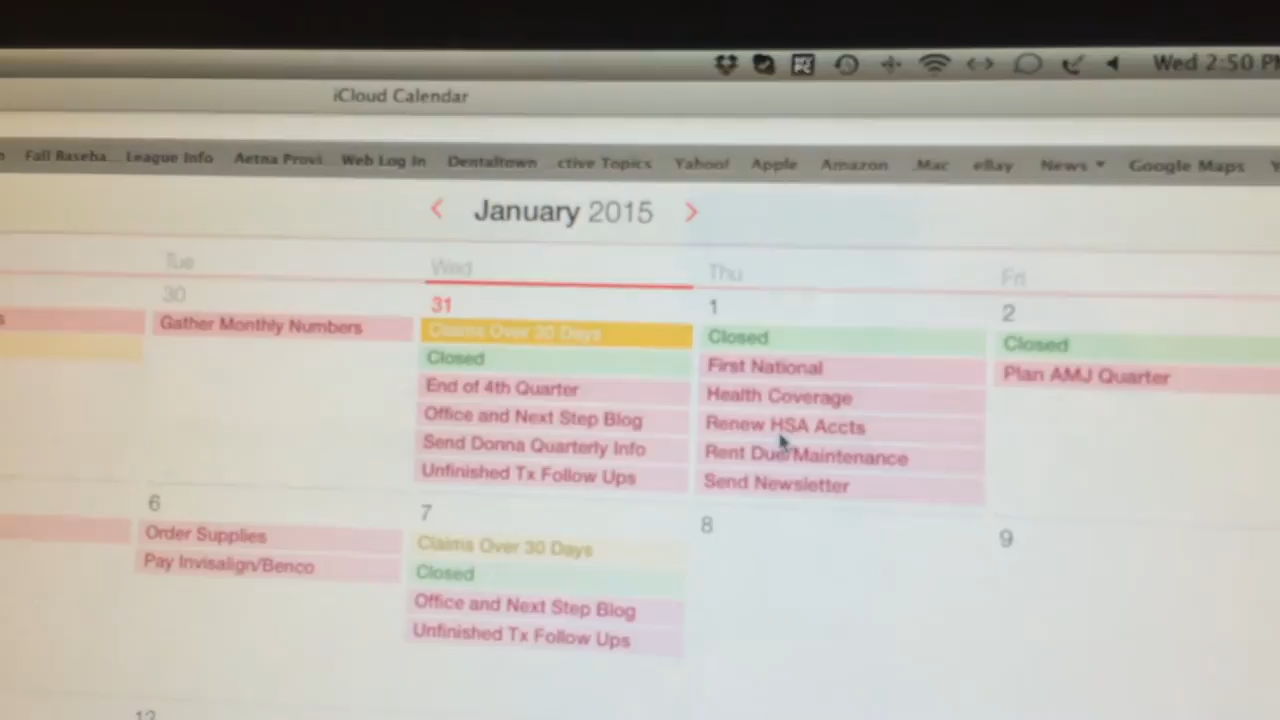 Wed 2:50 PM
iCloud Calendar
Fall Baseba... League Info Aetna Provi Web Log In Dentaltown ...ctive Topics Yahoo! Apple Amazon .Mac eBay News Google Maps
January 2015
Tue Wed Thu Fri
30 31 1 2
Gather Monthly Numbers
Claims Over 30 Days
Closed
End of 4th Quarter
Office and Next Step Blog
Send Donna Quarterly Info
Unfinished Tx Follow Ups
Closed
First National
Health Coverage
Renew HSA Accts
Rent Due/Maintenance
Send Newsletter
Closed
Plan AMJ Quarter
6 7 8 9
Order Supplies
Pay Invisalign/Benco
Claims Over 30 Days
Closed
Office and Next Step Blog
Unfinished Tx Follow Ups